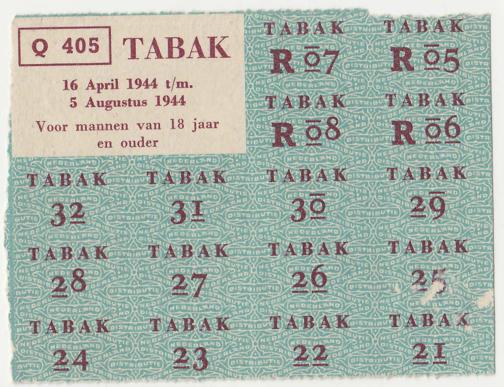 Q 405 TABAK
16 April 1944 t/m.
5 Augustus 1944
Voor mannen van 18 jaar
en ouder
TABAK TABAK
R 07 R 05
TABAK TABAK
R 08 R 06
TABAK TABAK TABAK TABAK
32 31 30 29
TABAK TABAK TABAK TABAK
28 27 26 25
TABAK TABAK TABAK TABAK
24 23 22 21